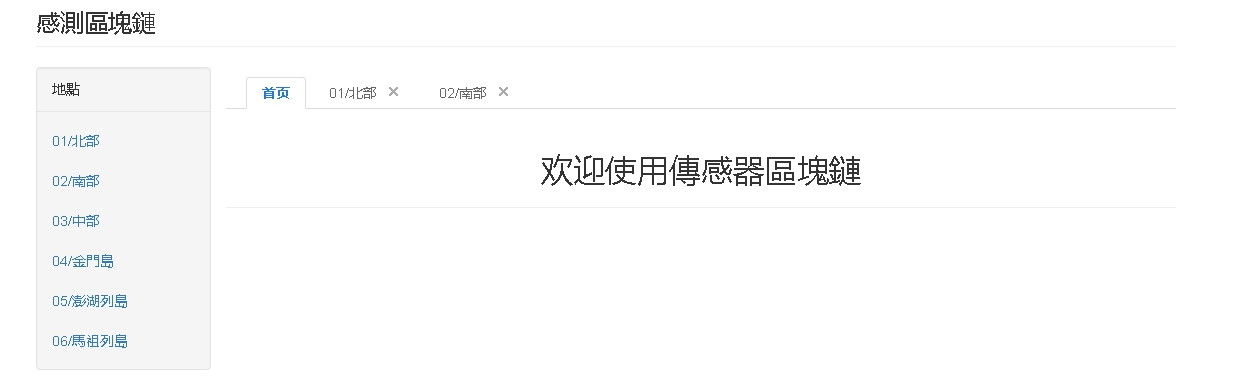 感測區塊鏈
地點
01/北部
02/南部
03/中部
04/金門島
05/澎湖列島
06/馬祖列島
首页 01/北部 ✕ 02/南部 ✕
欢迎使用傳感器區塊鏈